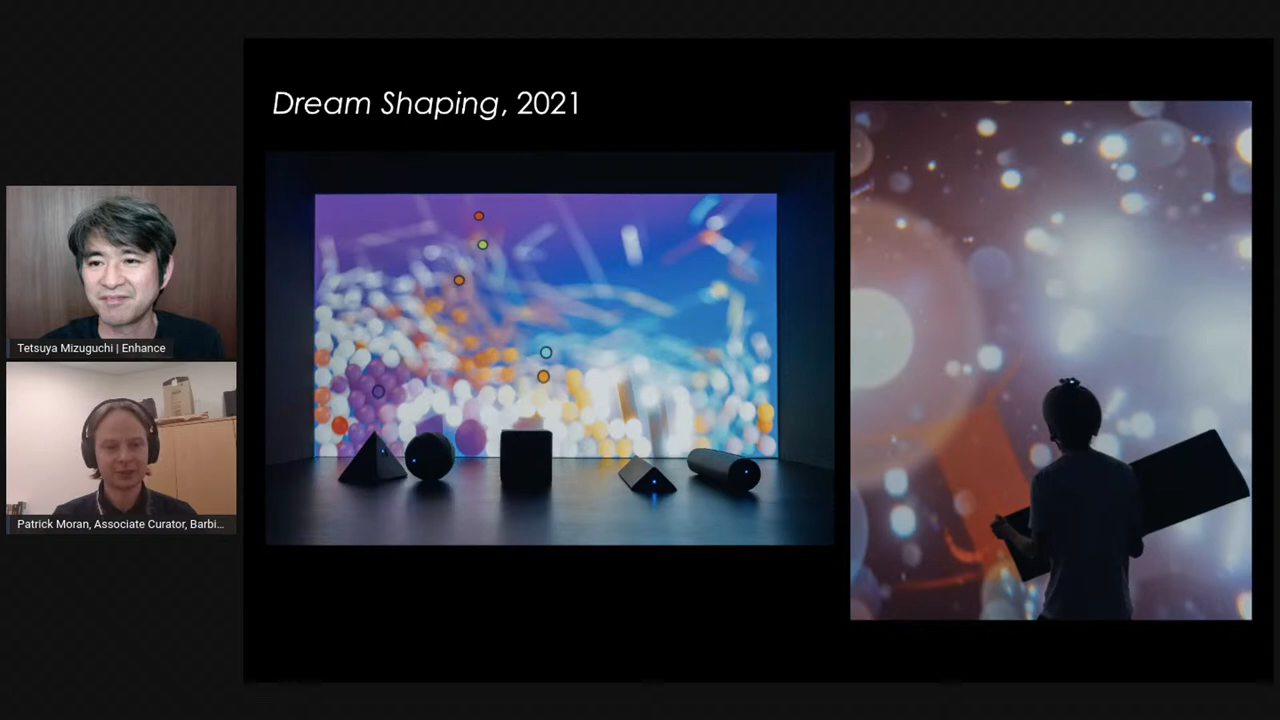 Dream Shaping, 2021
Tetsuya Mizuguchi | Enhance
Patrick Moran, Associate Curator, Barbi...